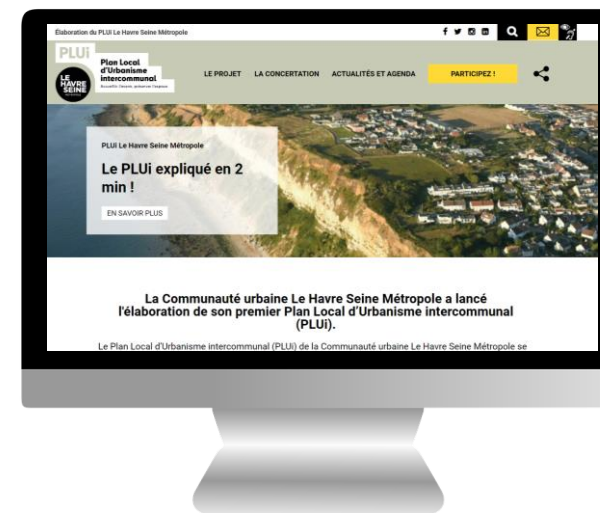 Élaboration du PLUi Le Havre Seine Métropole
PLUi
Plan Local
d'Urbanisme
intercommunal
LE
HAVRE
SEINE
LE PROJET LA CONCERTATION ACTUALITÉS ET AGENDA PARTICIPEZ !
PLUi Le Havre Seine Métropole
Le PLUi expliqué en 2
min !
EN SAVOIR PLUS
La Communauté urbaine Le Havre Seine Métropole a lancé
l'élaboration de son premier Plan Local d'Urbanisme intercommunal
(PLUi).
Le Plan Local d'Urbanisme intercommunal (PLUi) de la Communauté urbaine Le Havre Seine Métropole se